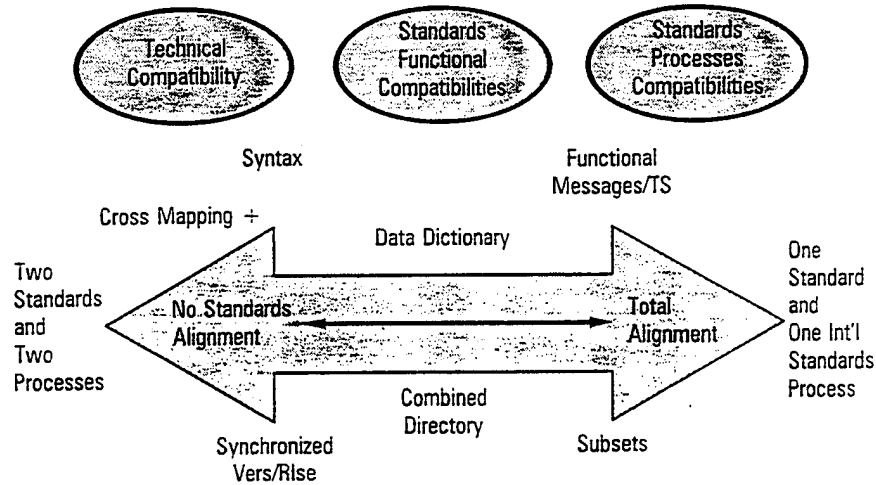 Technical
Compatibility
Standards
Functional
Compatibilities
Standards
Processes
Compatibilities
Syntax
Functional
Messages/TS
Cross Mapping ÷
Data Dictionary
Two
Standards
and
Two
Processes
No Standards
Alignment
Total
Alignment
One
Standard
and
One Int'l
Standards
Process
Combined
Directory
Synchronized
Vers/Rlse
Subsets